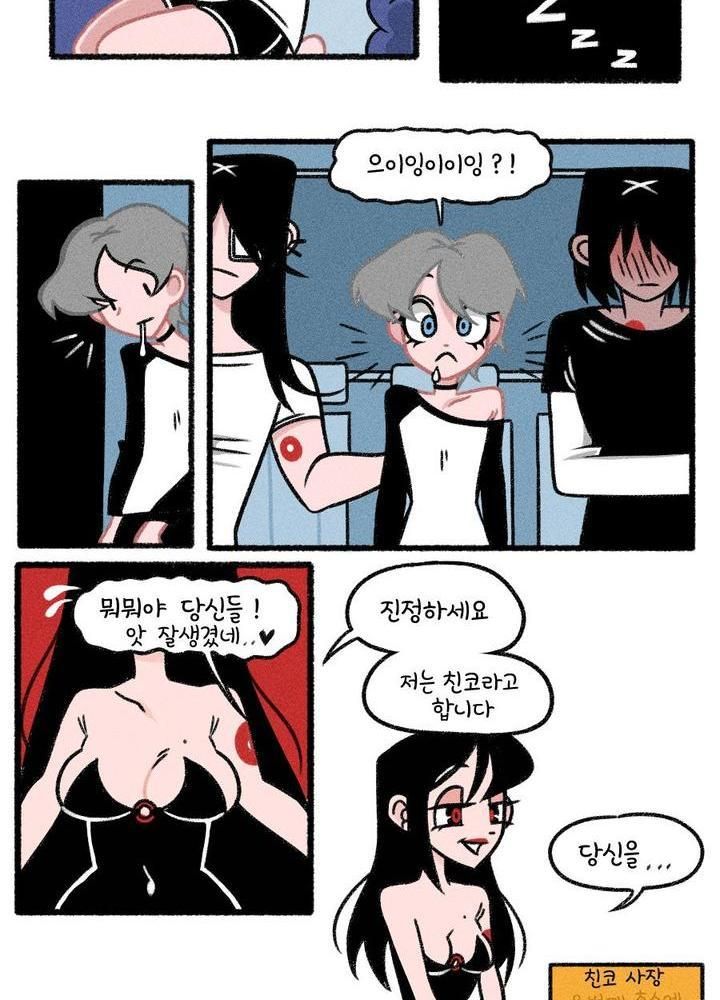 z
z
z
으이잉이이잉?!
뭐뭐야 당신들!
앗 잘생겼네..♥
진정하세요
저는 친코라고
합니다
당신을...
친코 사장